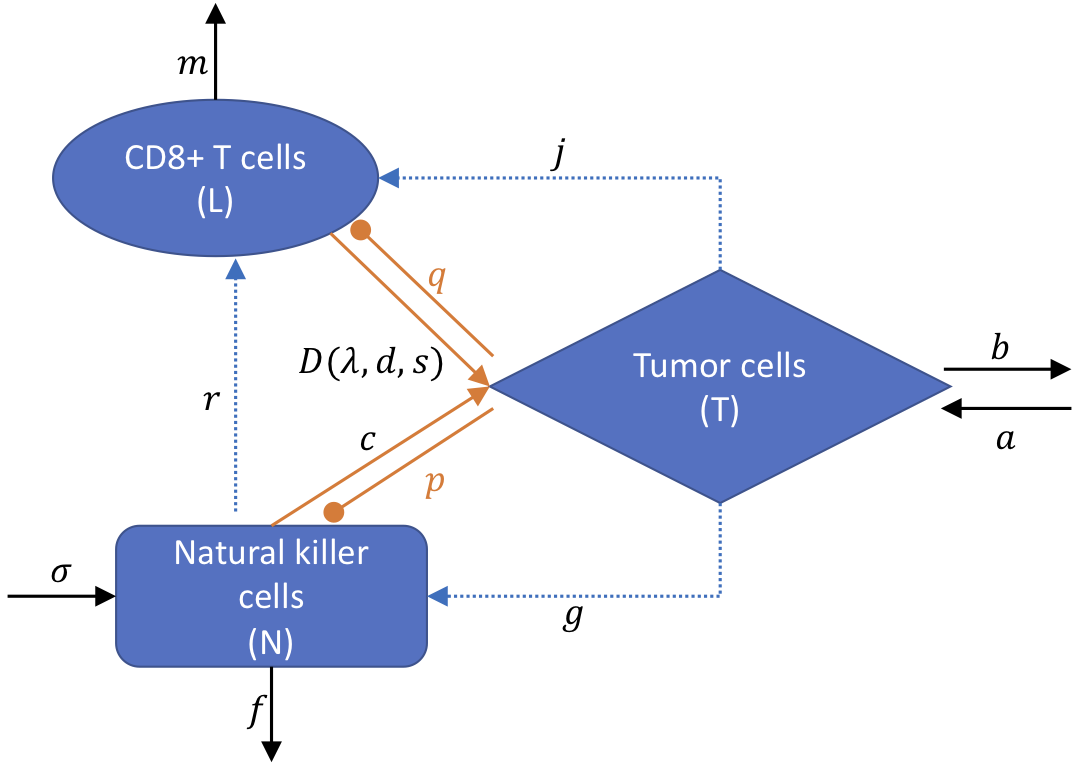 m
CD8+ T cells
(L)
j
q
D(λ, d, s)
Tumor cells
(T)
b
a
r
c
p
Natural killer
cells
(N)
σ
g
f